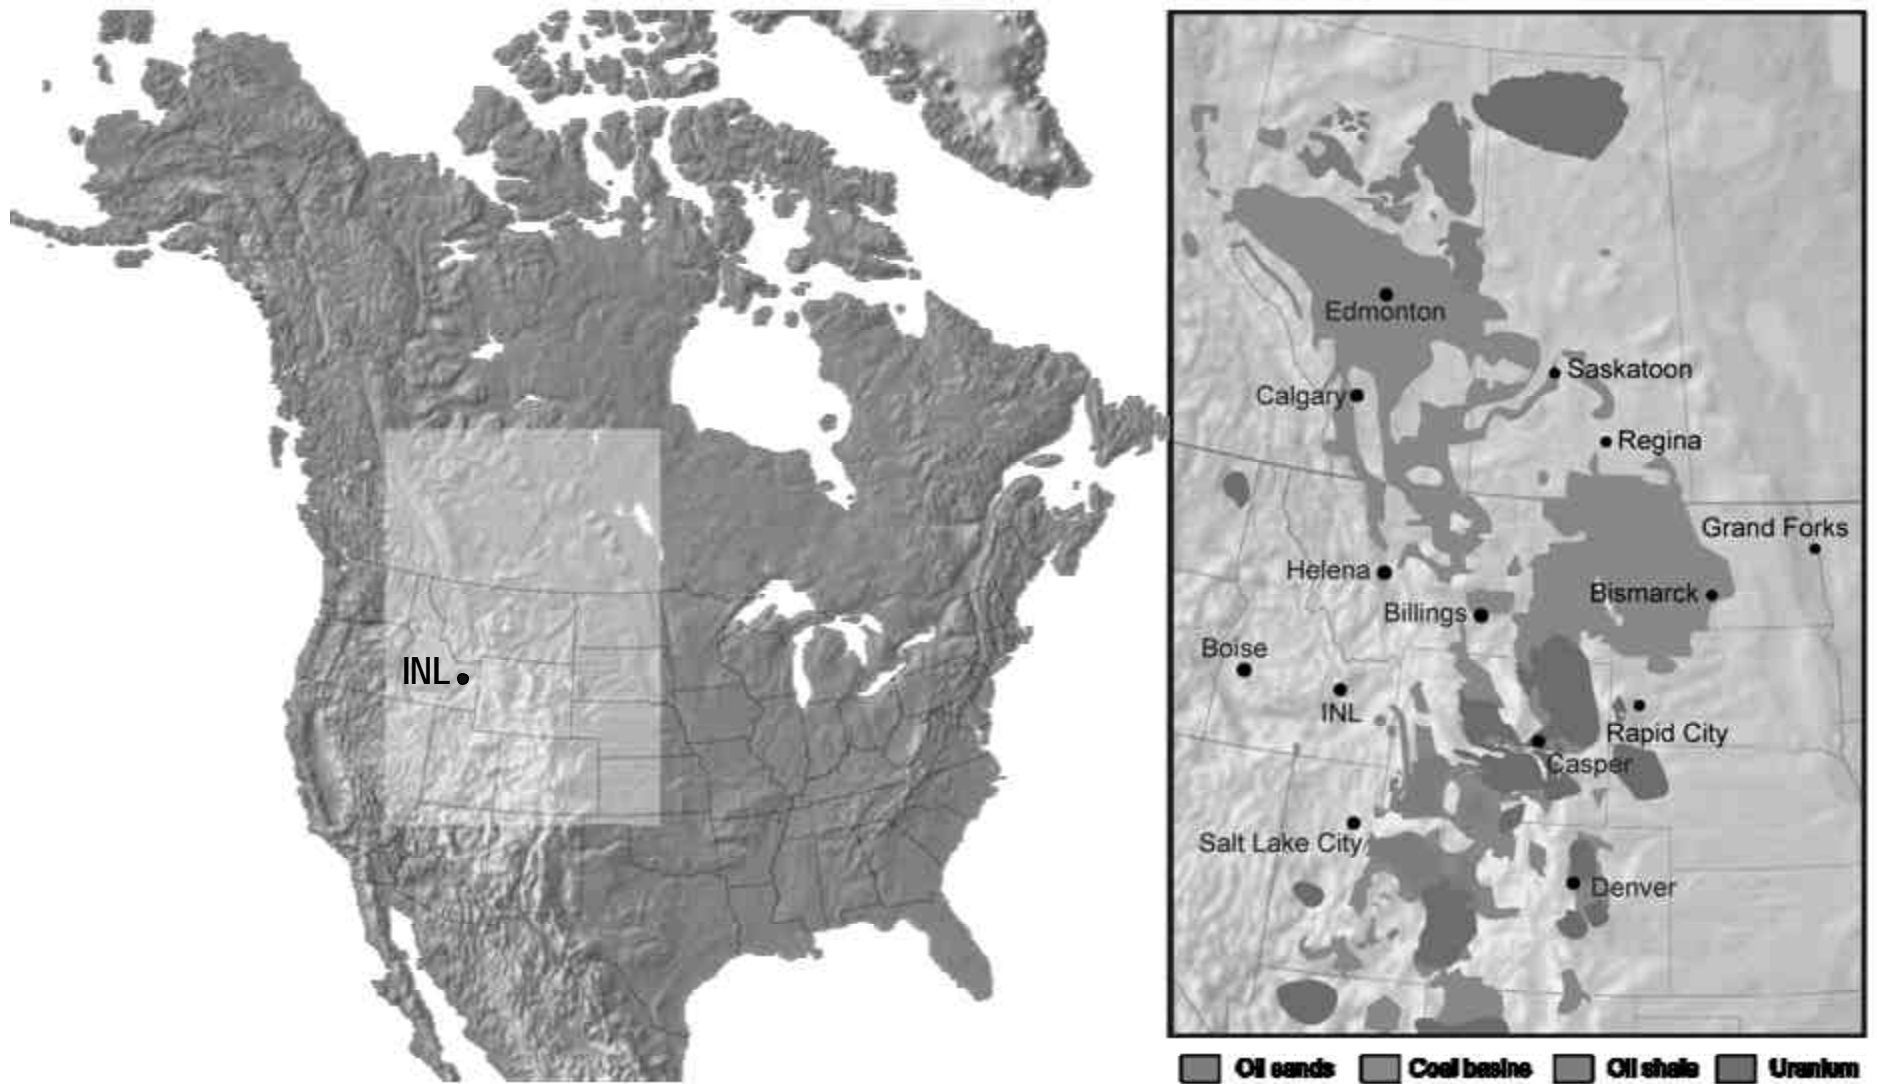 INL
Edmonton
Saskatoon
Calgary
Regina
Grand Forks
Helena
Bismarck
Billings
Boise
INL
Rapid City
Casper
Salt Lake City
Denver
Oil sands Coal basins Oil shale Uranium